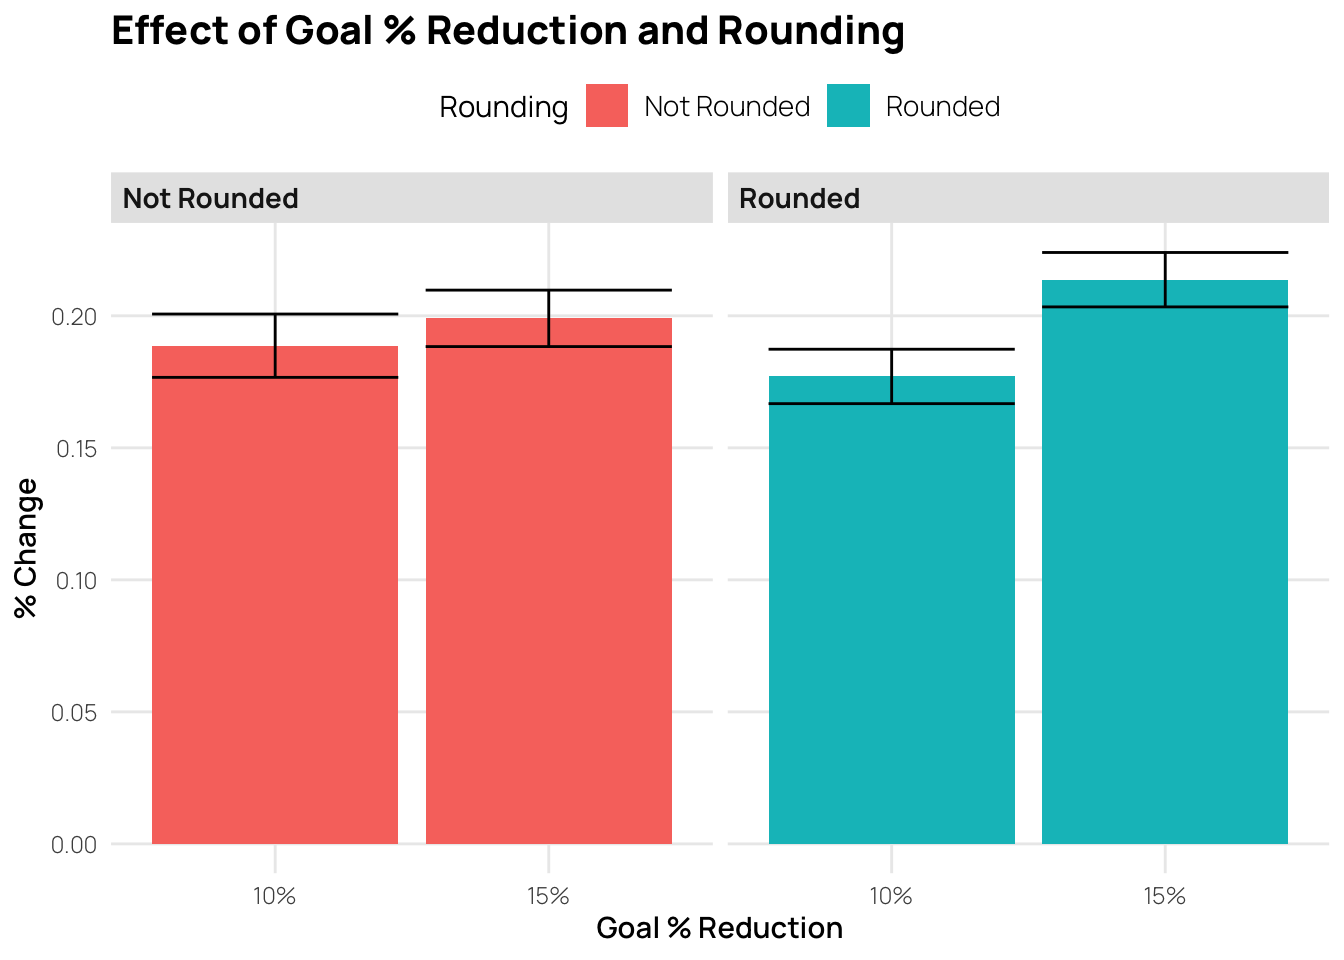 Effect of Goal % Reduction and Rounding
Rounding Not Rounded Rounded
Not Rounded Rounded
0.20
0.15
0.10
0.05
0.00
% Change
10% 15% 10% 15%
Goal % Reduction